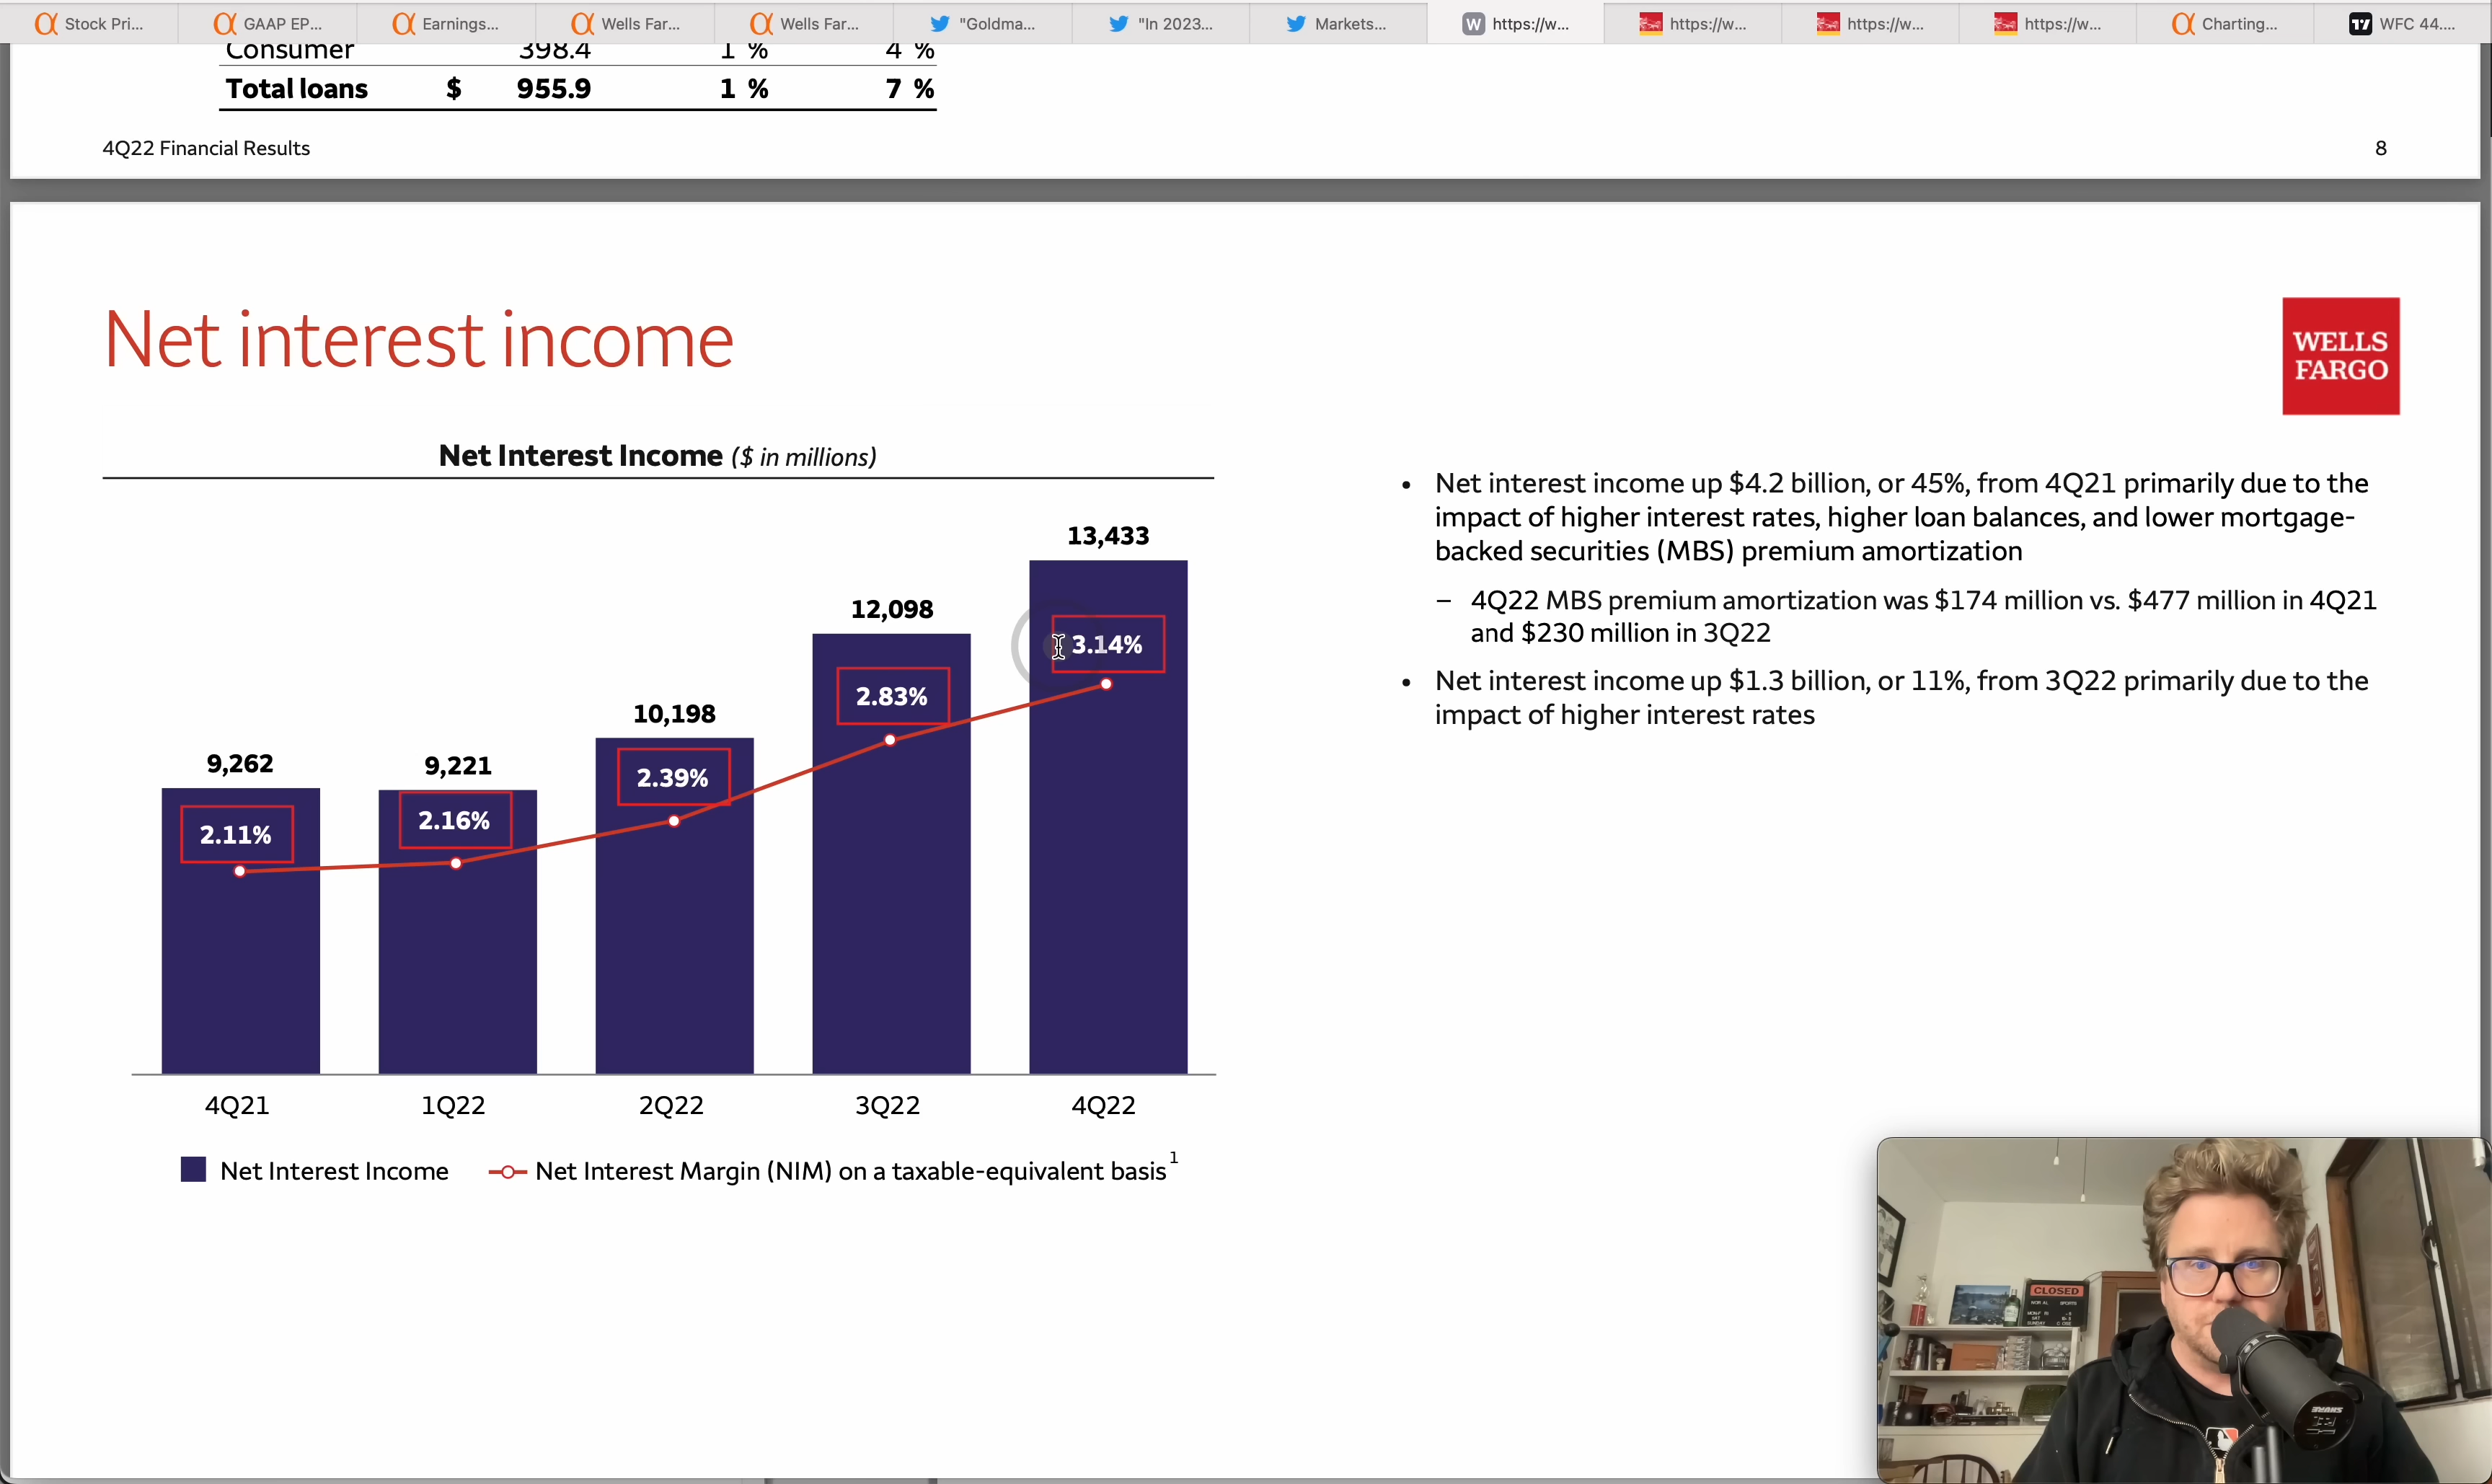 Stock Pri...
GAAP EP...
Earnings...
Wells Far...
Wells Far...
"Goldma...
"In 2023...
Markets...
W https://w...
https://w...
https://w...
https://w...
Charting...
WFC 44....
Consumer 398.4 1 % 4 %
Total loans $ 955.9 1 % 7 %
4Q22 Financial Results 8
Net interest income
WELLS
FARGO
Net Interest Income ($ in millions)
9,262
9,221
10,198
12,098
13,433
2.11%
2.16%
2.39%
2.83%
3.14%
4Q21 1Q22 2Q22 3Q22 4Q22
Net Interest Income Net Interest Margin (NIM) on a taxable-equivalent basis1
• Net interest income up $4.2 billion, or 45%, from 4Q21 primarily due to the
impact of higher interest rates, higher loan balances, and lower mortgage-
backed securities (MBS) premium amortization
– 4Q22 MBS premium amortization was $174 million vs. $477 million in 4Q21
and $230 million in 3Q22
• Net interest income up $1.3 billion, or 11%, from 3Q22 primarily due to the
impact of higher interest rates
CLOSED
SHURE